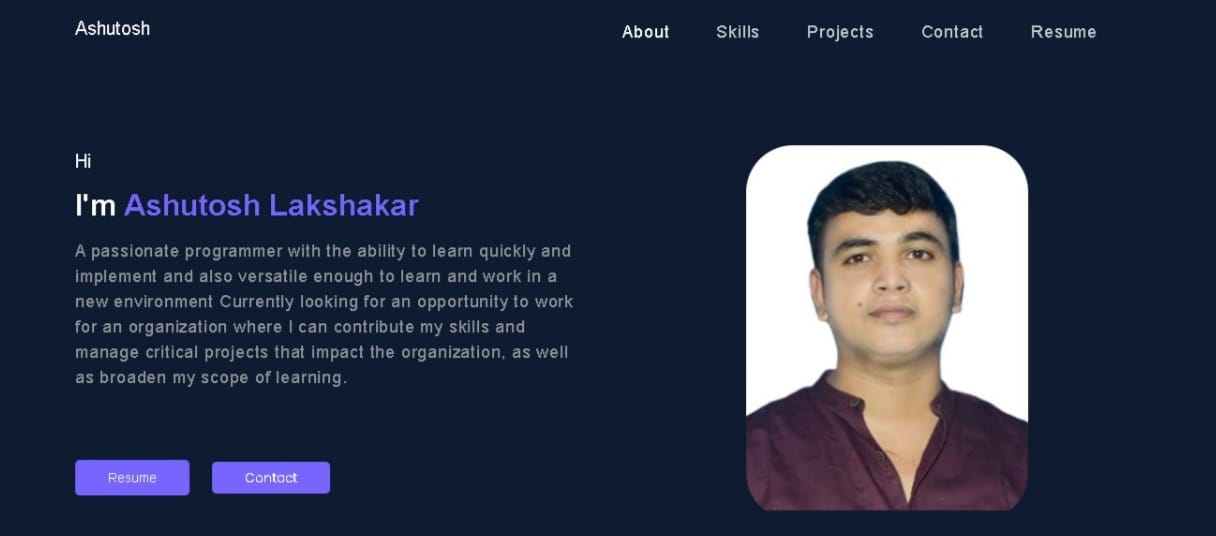 Ashutosh
About Skills Projects Contact Resume
Hi
I'm Ashutosh Lakshakar
A passionate programmer with the ability to learn quickly and
implement and also versatile enough to learn and work in a
new environment Currently looking for an opportunity to work
for an organization where I can contribute my skills and
manage critical projects that impact the organization, as well
as broaden my scope of learning.
Resume Contact